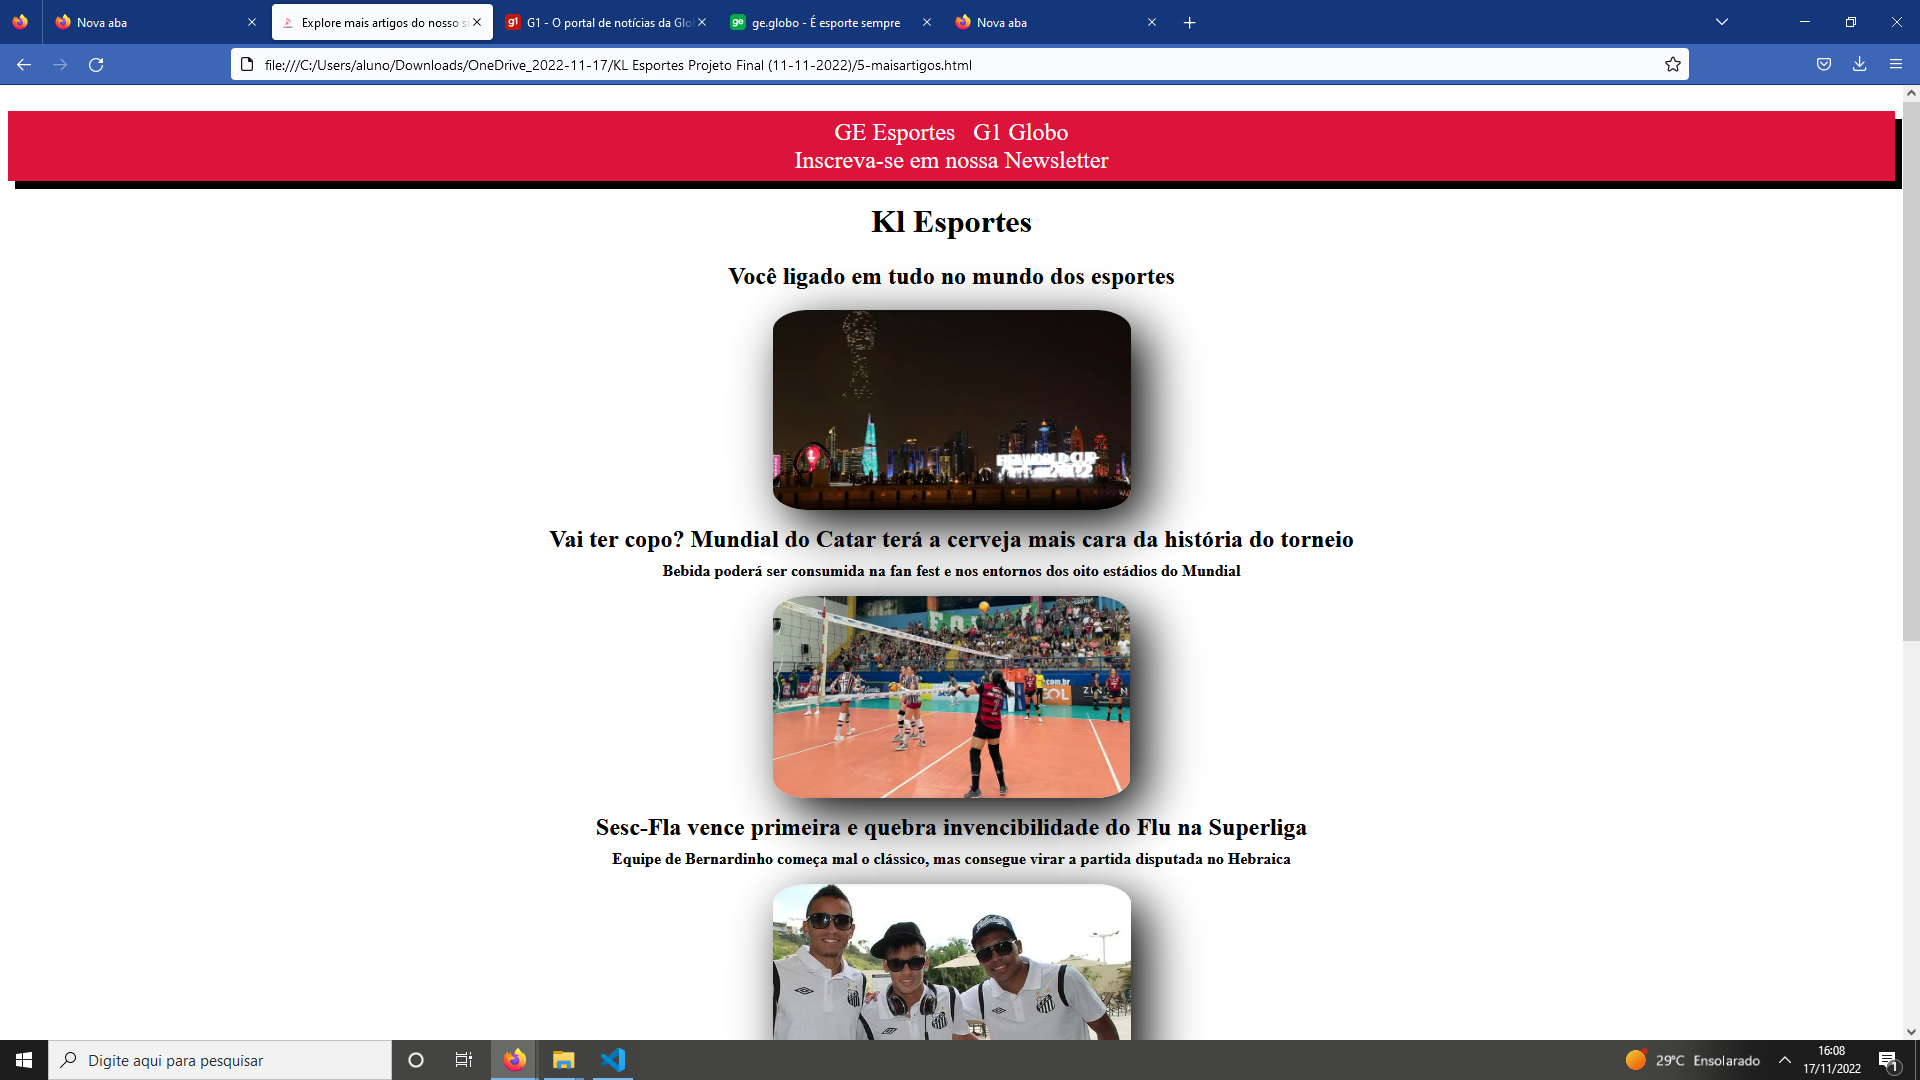 Nova aba
Explore mais artigos do nosso s
G1 - O portal de notícias da Glo
ge.globo - É esporte sempre
Nova aba
file:///C:/Users/aluno/Downloads/OneDrive_2022-11-17/KL Esportes Projeto Final (11-11-2022)/5-maisartigos.html
GE Esportes G1 Globo
Inscreva-se em nossa Newsletter
Kl Esportes
Você ligado em tudo no mundo dos esportes
FIFA WORLD CUP
Vai ter copo? Mundial do Catar terá a cerveja mais cara da história do torneio
Bebida poderá ser consumida na fan fest e nos entornos dos oito estádios do Mundial
com.br
Sesc-Fla vence primeira e quebra invencibilidade do Flu na Superliga
Equipe de Bernardinho começa mal o clássico, mas consegue virar a partida disputada no Hebraica
Digite aqui para pesquisar
29°C Ensolarado
16:08
17/11/2022
1